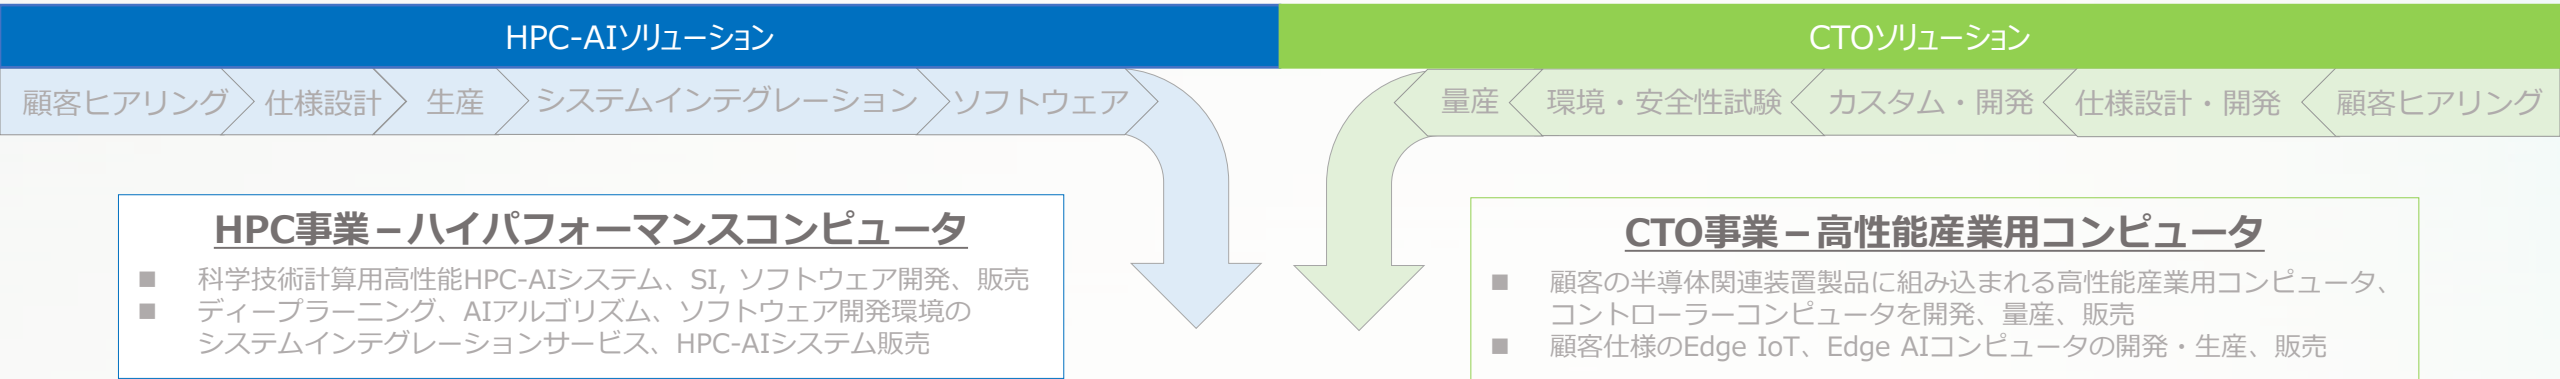 HPC-AIソリューション
CTOソリューション
顧客ヒアリング
仕様設計
生産
システムインテグレーション
ソフトウェア
量産
環境・安全性試験
カスタム・開発
仕様設計・開発
顧客ヒアリング
HPC事業－ハイパフォーマンスコンピュータ
■ 科学技術計算用高性能HPC-AIシステム、SI, ソフトウェア開発、販売
■ ディープラーニング、AIアルゴリズム、ソフトウェア開発環境の
システムインテグレーションサービス、HPC-AIシステム販売
CTO事業－高性能産業用コンピュータ
■ 顧客の半導体関連装置製品に組み込まれる高性能産業用コンピュータ、
コントローラーコンピュータを開発、量産、販売
■ 顧客仕様のEdge IoT、Edge AIコンピュータの開発・生産、販売